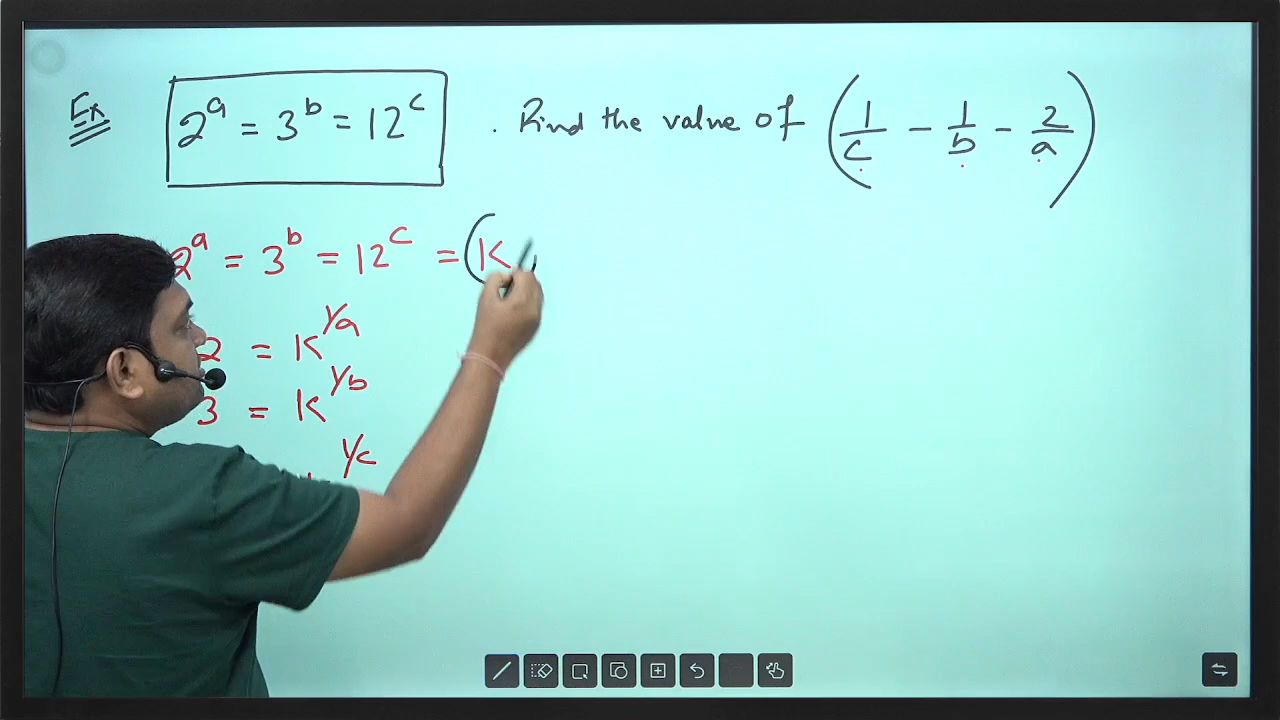 Ex 2^a = 3^b = 12^c . Find the value of (1/c - 1/b - 2/a)
2^a = 3^b = 12^c = (K)
2 = K^1/a
3 = K^1/b
1/c